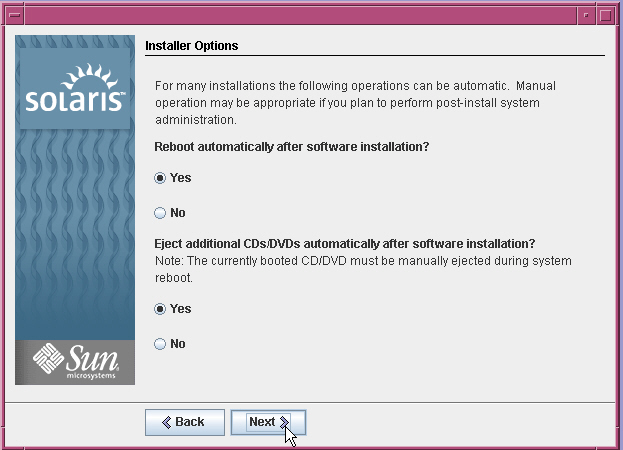 Installer Options
solaris™
For many installations the following operations can be automatic. Manual
operation may be appropriate if you plan to perform post-install system
administration.
Reboot automatically after software installation?
Yes
No
Eject additional CDs/DVDs automatically after software installation?
Note: The currently booted CD/DVD must be manually ejected during system
reboot.
Yes
No
Sun
microsystems
Back
Next